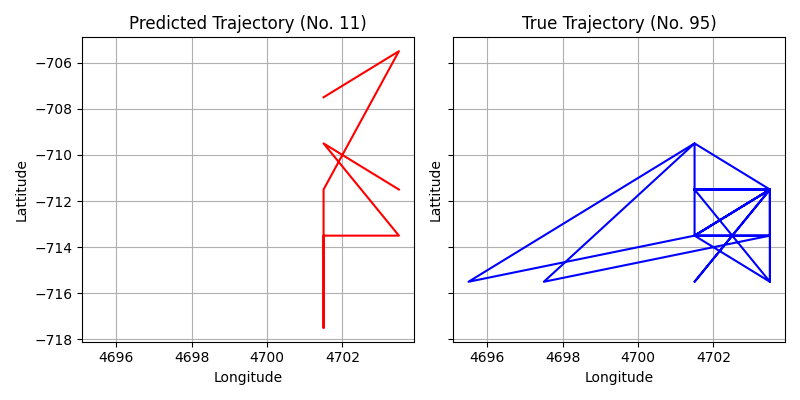 Predicted Trajectory (No. 11)
True Trajectory (No. 95)
−706
−708
−710
−712
−714
−716
−718
Lattitude
Lattitude
4696 4698 4700 4702
4696 4698 4700 4702
Longitude
Longitude